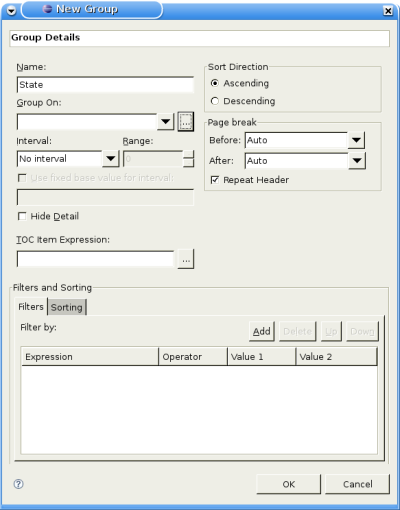 New Group
Group Details
Name:
State
Group On:
...
Interval:
Range:
No interval
0
Use fixed base value for interval:
Hide Detail
TOC Item Expression:
...
Sort Direction
Ascending
Descending
Page break
Before: Auto
After: Auto
Repeat Header
Filters and Sorting
Filters Sorting
Filter by:
Add Delete Up Down
Expression Operator Value 1 Value 2
?
OK Cancel